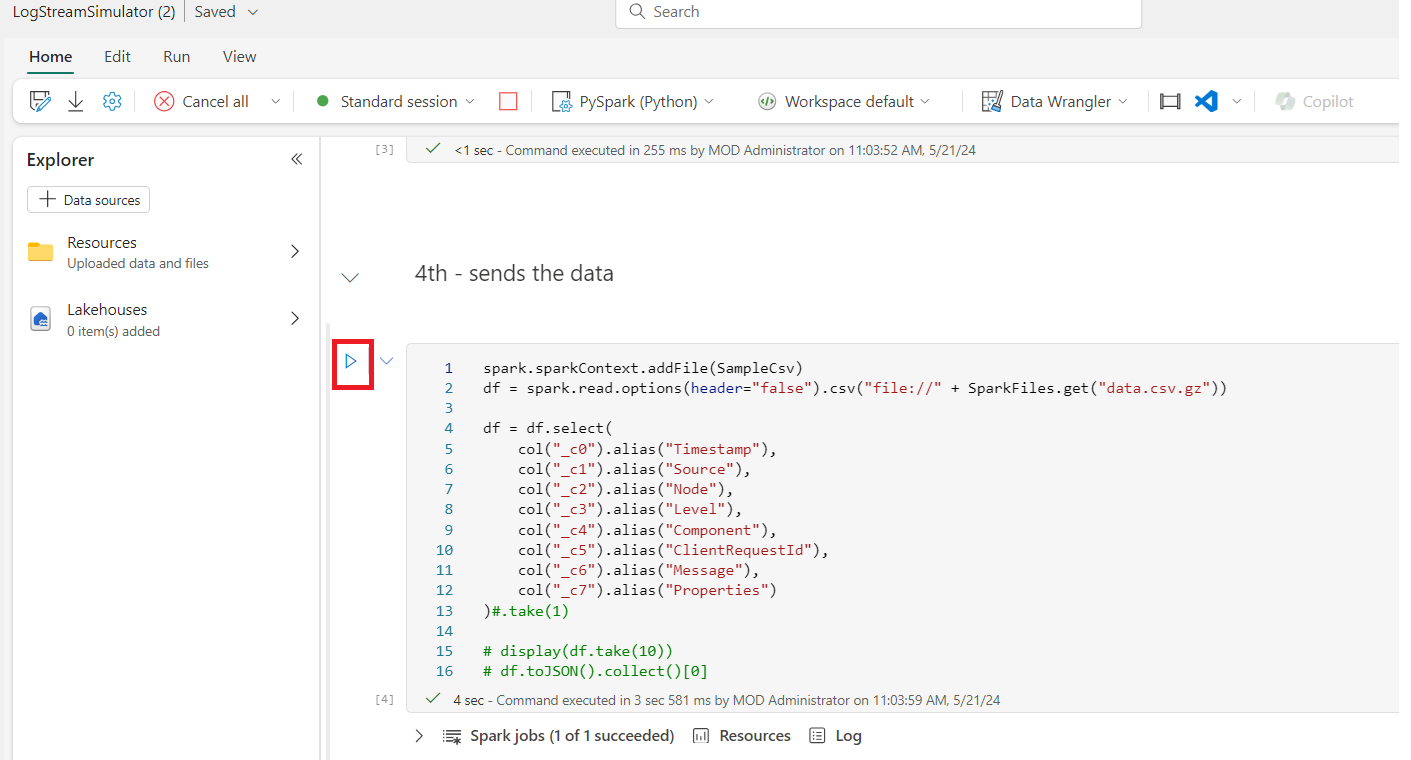 LogStreamSimulator (2) Saved
Search
Home Edit Run View
Cancel all Standard session PySpark (Python) Workspace default Data Wrangler Copilot
Explorer
Data sources
Resources
Uploaded data and files
Lakehouses
0 item(s) added
[3] <1 sec - Command executed in 255 ms by MOD Administrator on 11:03:52 AM, 5/21/24
4th - sends the data
1 spark.sparkContext.addFile(SampleCsv)
2 df = spark.read.options(header="false").csv("file://" + SparkFiles.get("data.csv.gz"))
3
4 df = df.select(
5 col("_c0").alias("Timestamp"),
6 col("_c1").alias("Source"),
7 col("_c2").alias("Node"),
8 col("_c3").alias("Level"),
9 col("_c4").alias("Component"),
10 col("_c5").alias("ClientRequestId"),
11 col("_c6").alias("Message"),
12 col("_c7").alias("Properties")
13 )#.take(1)
14
15 # display(df.take(10))
16 # df.toJSON().collect()[0]
[4] 4 sec - Command executed in 3 sec 581 ms by MOD Administrator on 11:03:59 AM, 5/21/24
Spark jobs (1 of 1 succeeded) Resources Log